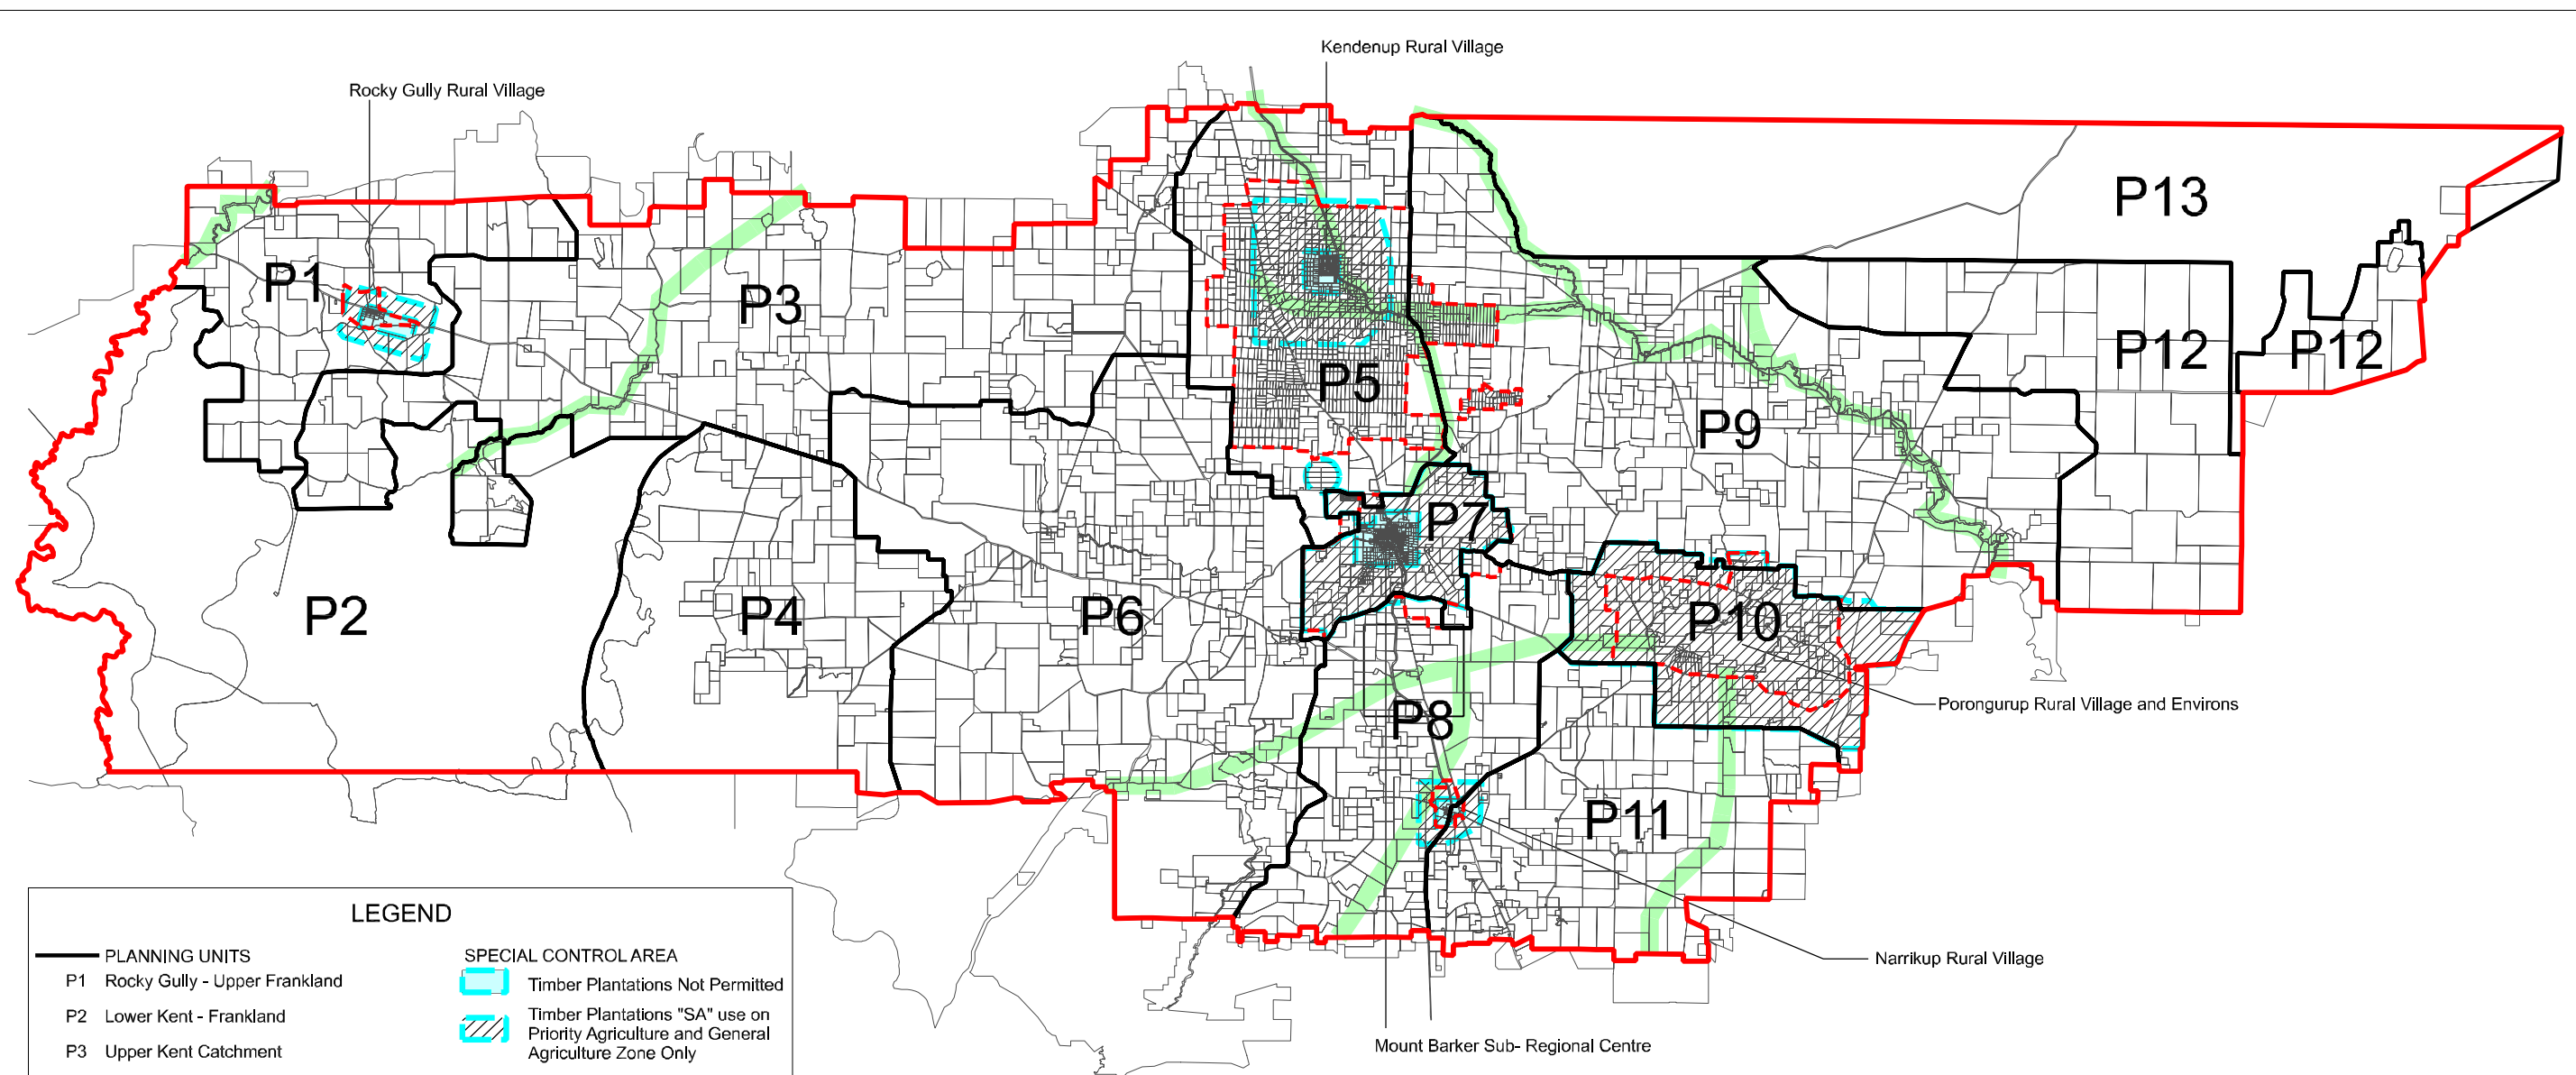 Kendenup Rural Village
Rocky Gully Rural Village
P13
P1
P3
P12
P12
P5
P9
P7
P2
P4
P6
P10
P8
Porongurup Rural Village and Environs
P11
Narrikup Rural Village
Mount Barker Sub- Regional Centre
LEGEND
PLANNING UNITS
P1 Rocky Gully - Upper Frankland
P2 Lower Kent - Frankland
P3 Upper Kent Catchment
SPECIAL CONTROL AREA
Timber Plantations Not Permitted
Timber Plantations "SA" use on
Priority Agriculture and General
Agriculture Zone Only